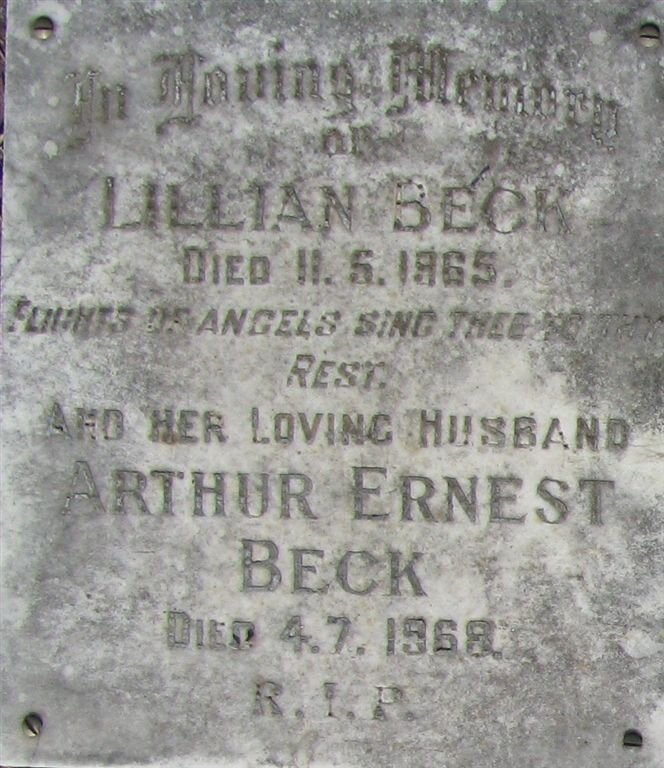 In Loving Memory
OF
LILLIAN BECK
DIED 11. 5. 1965.
FLIGHTS OF ANGELS SING THEE TO THY
REST.
AND HER LOVING HUSBAND
ARTHUR ERNEST
BECK
DIED 4. 7. 1968.
R. I. P.